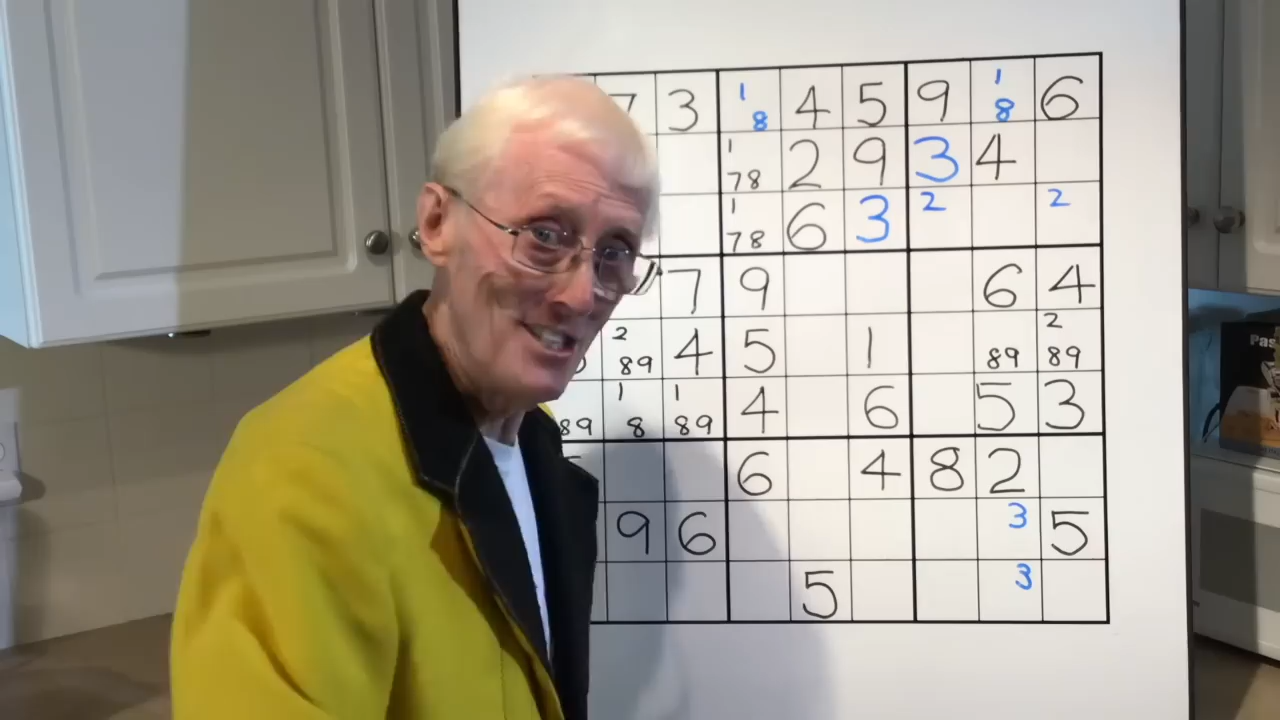 7 3 1 8 4 5 9 1 8 6
1 78 2 9 3 4
1 78 6 3 2 2
7 9 6 4
2 89 4 5 1 89 2 89
89 1 8 1 89 4 6 5 3
6 4 8 2
9 6 3 5
5 3
Pas